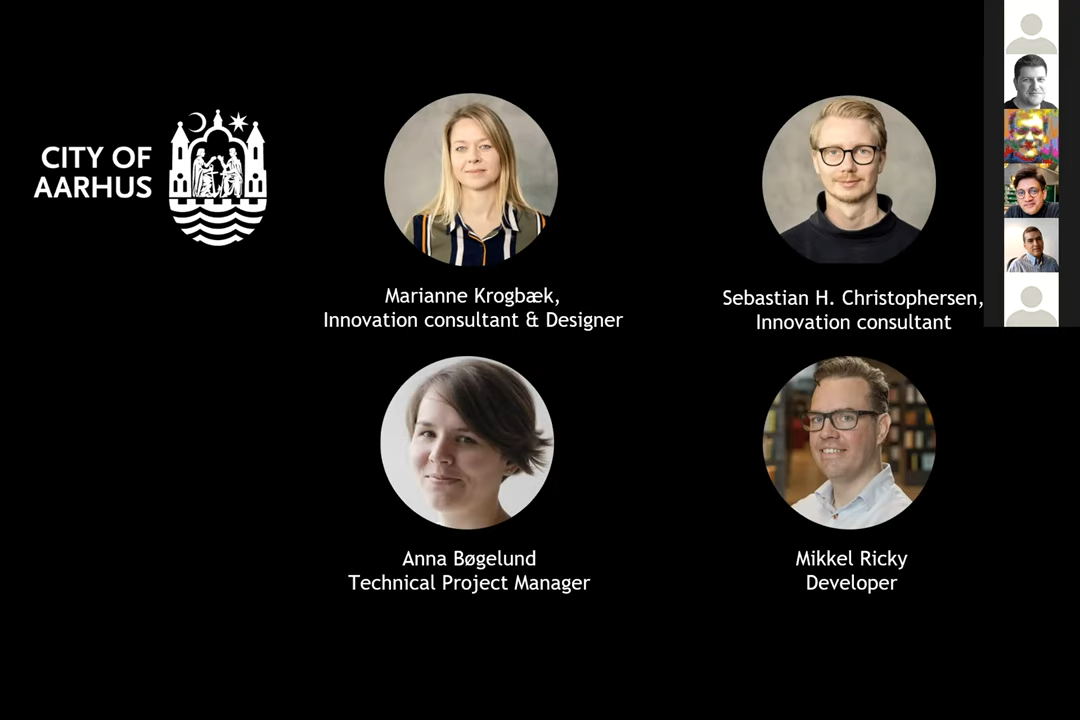 CITY OF
AARHUS
Marianne Krogbæk,
Innovation consultant & Designer
Sebastian H. Christophersen,
Innovation consultant
Anna Bøgelund
Technical Project Manager
Mikkel Ricky
Developer